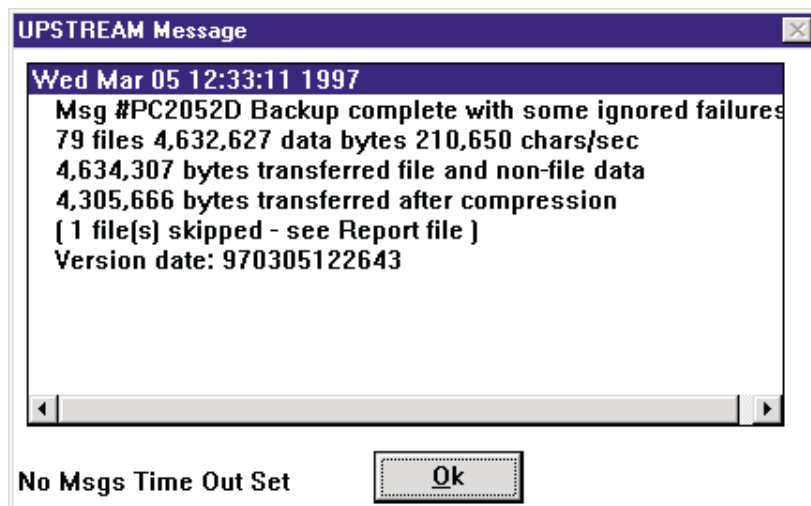 UPSTREAM Message
Wed Mar 05 12:33:11 1997
Msg #PC2052D Backup complete with some ignored failures
79 files 4,632,627 data bytes 210,650 chars/sec
4,634,307 bytes transferred file and non-file data
4,305,666 bytes transferred after compression
( 1 file(s) skipped - see Report file )
Version date: 970305122643
No Msgs Time Out Set
Ok